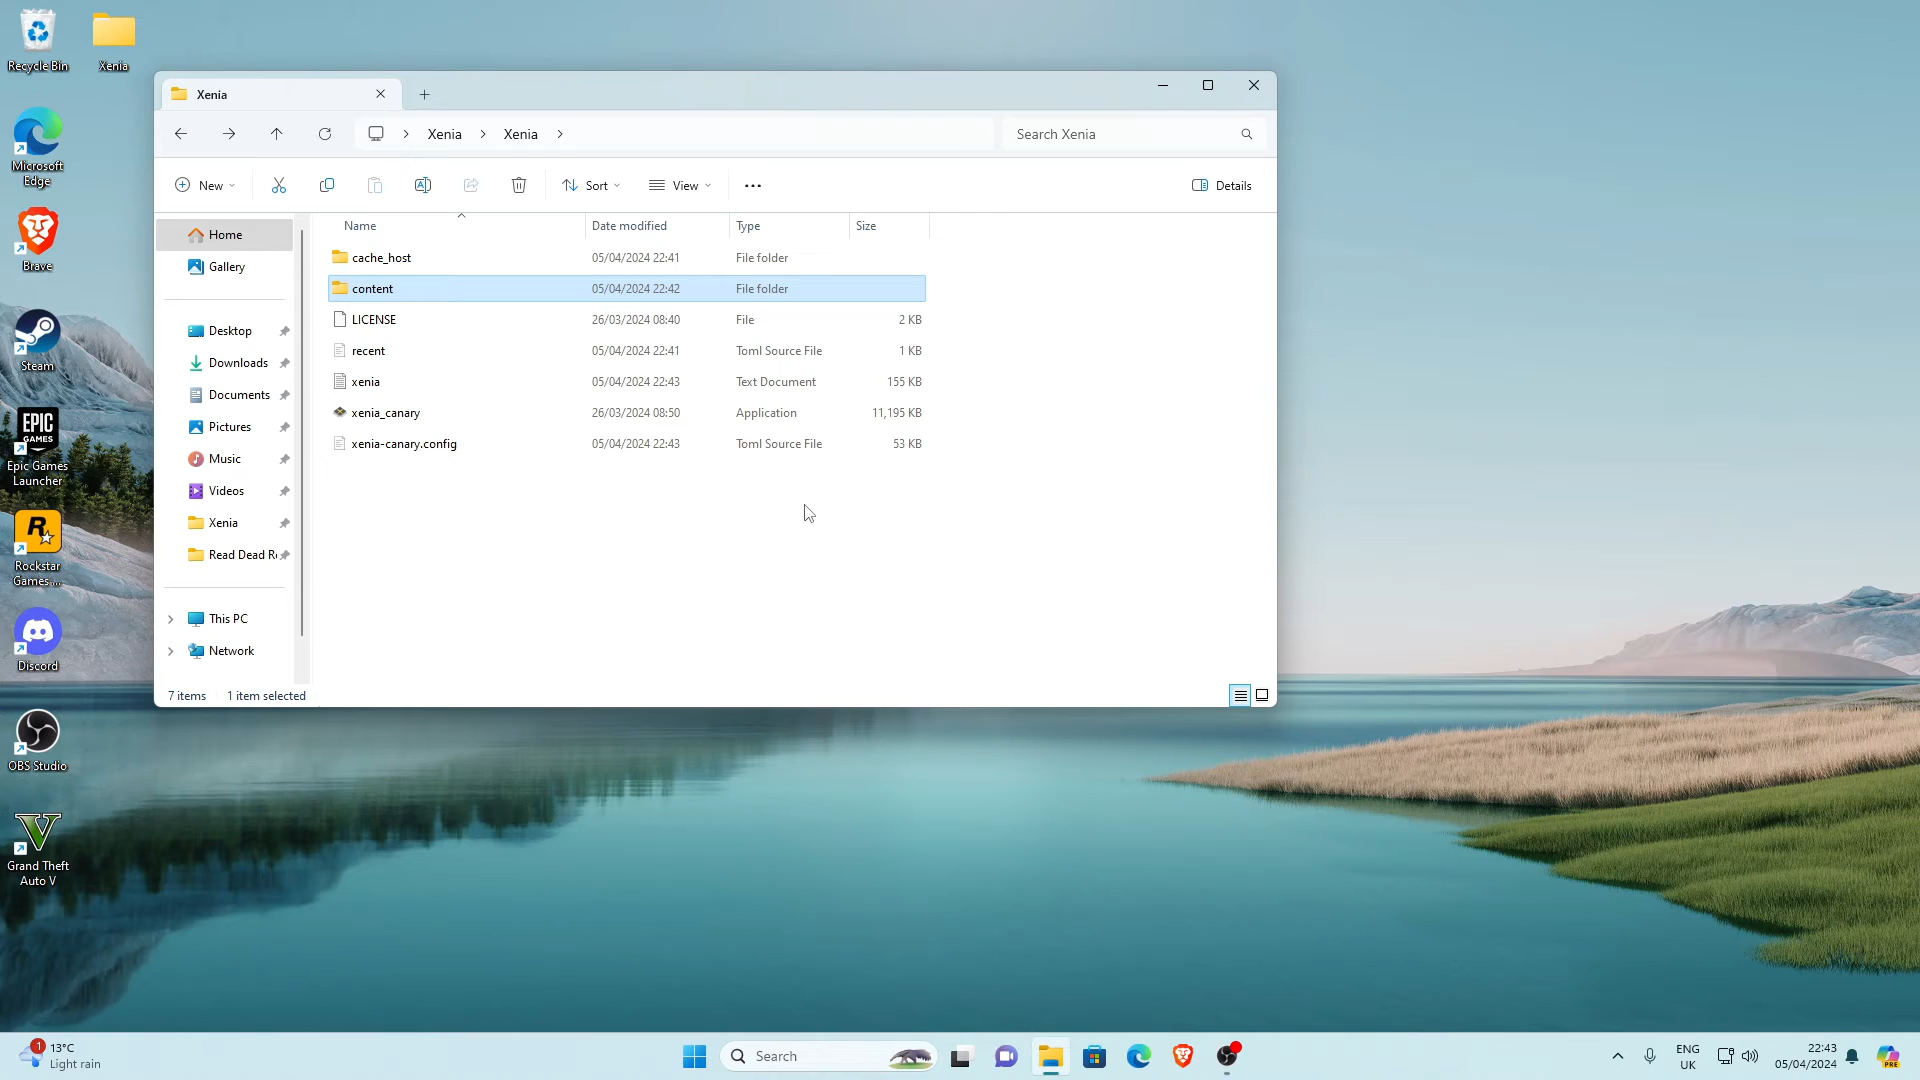 Recycle Bin
Xenia
Microsoft
Edge
Brave
Steam
EPIC
GAMES
Epic Games
Launcher
Rockstar
Games ...
Discord
OBS Studio
Grand Theft
Auto V
Xenia
Xenia
Xenia
Search Xenia
New
Sort
View
Details
Home
Gallery
Desktop
Downloads
Documents
Pictures
Music
Videos
Xenia
Read Dead R
This PC
Network
Name Date modified Type Size
cache_host 05/04/2024 22:41 File folder
content 05/04/2024 22:42 File folder
LICENSE 26/03/2024 08:40 File 2 KB
recent 05/04/2024 22:41 Toml Source File 1 KB
xenia 05/04/2024 22:43 Text Document 155 KB
xenia_canary 26/03/2024 08:50 Application 11,195 KB
xenia-canary.config 05/04/2024 22:43 Toml Source File 53 KB
7 items 1 item selected
1
13°C
Light rain
Search
ENG
UK
22:43
05/04/2024
PRE